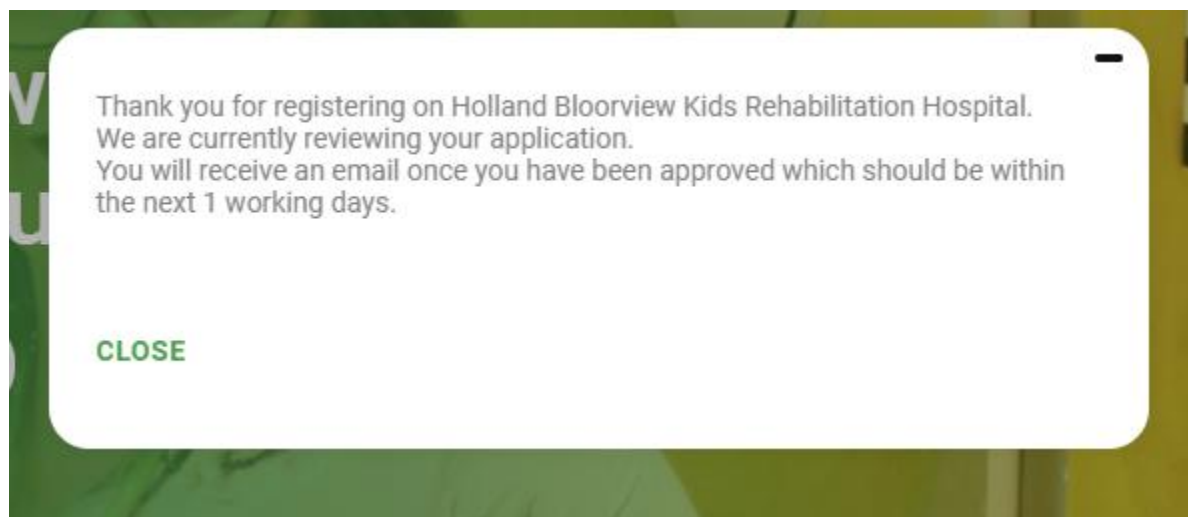 Thank you for registering on Holland Bloorview Kids Rehabilitation Hospital.
We are currently reviewing your application.
You will receive an email once you have been approved which should be within
the next 1 working days.
CLOSE